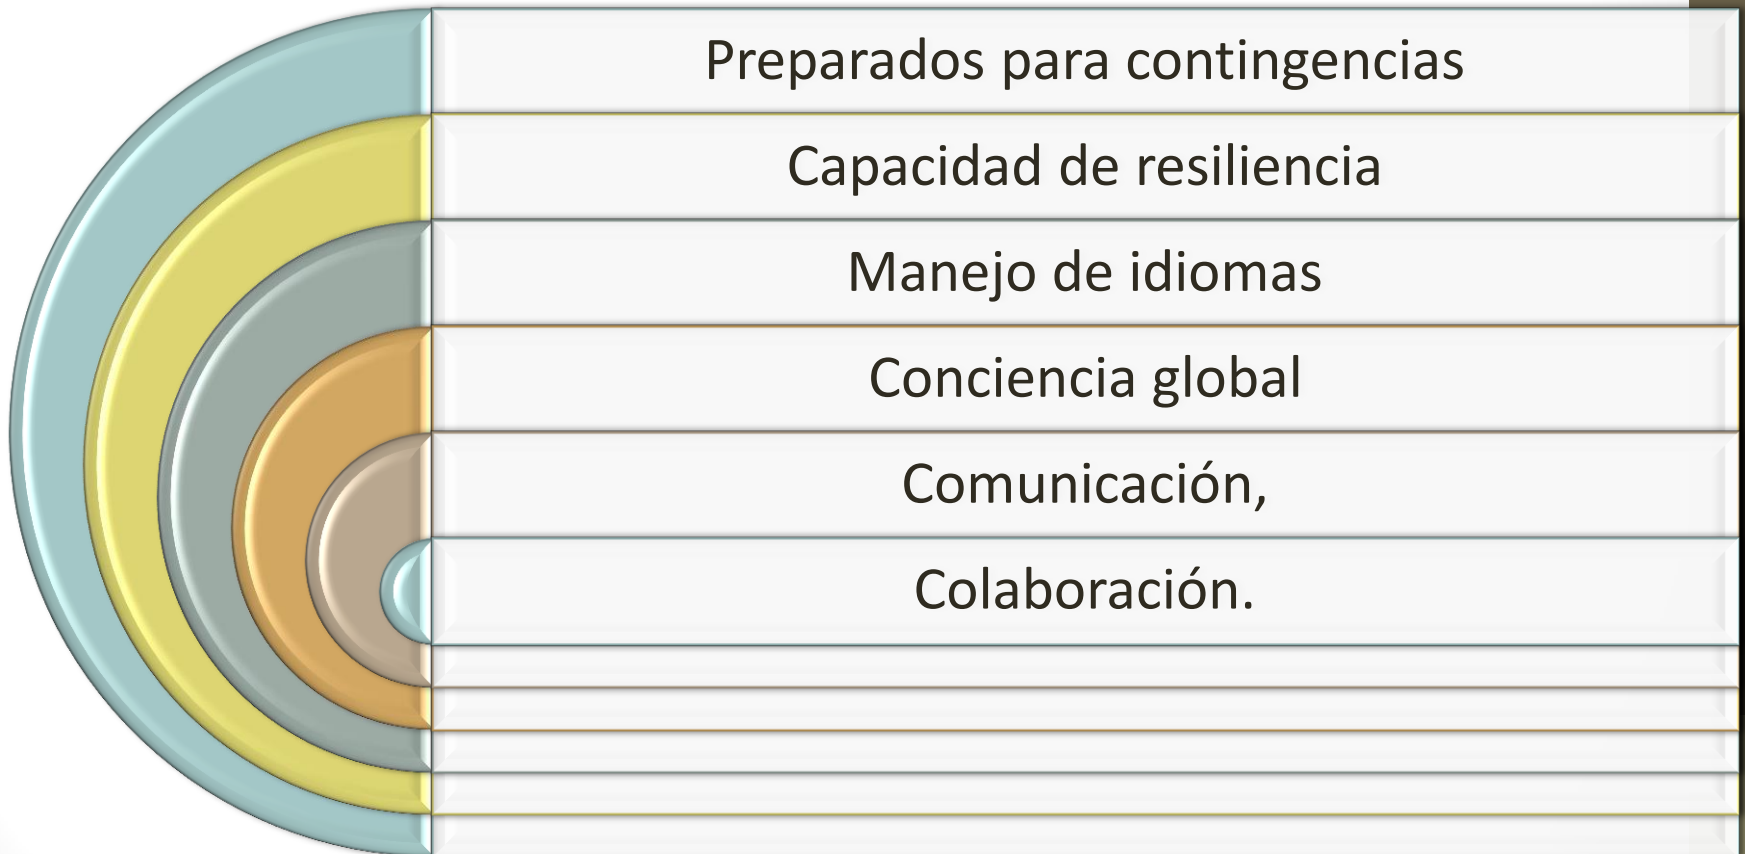 Preparados para contingencias
Capacidad de resiliencia
Manejo de idiomas
Conciencia global
Comunicación,
Colaboración.